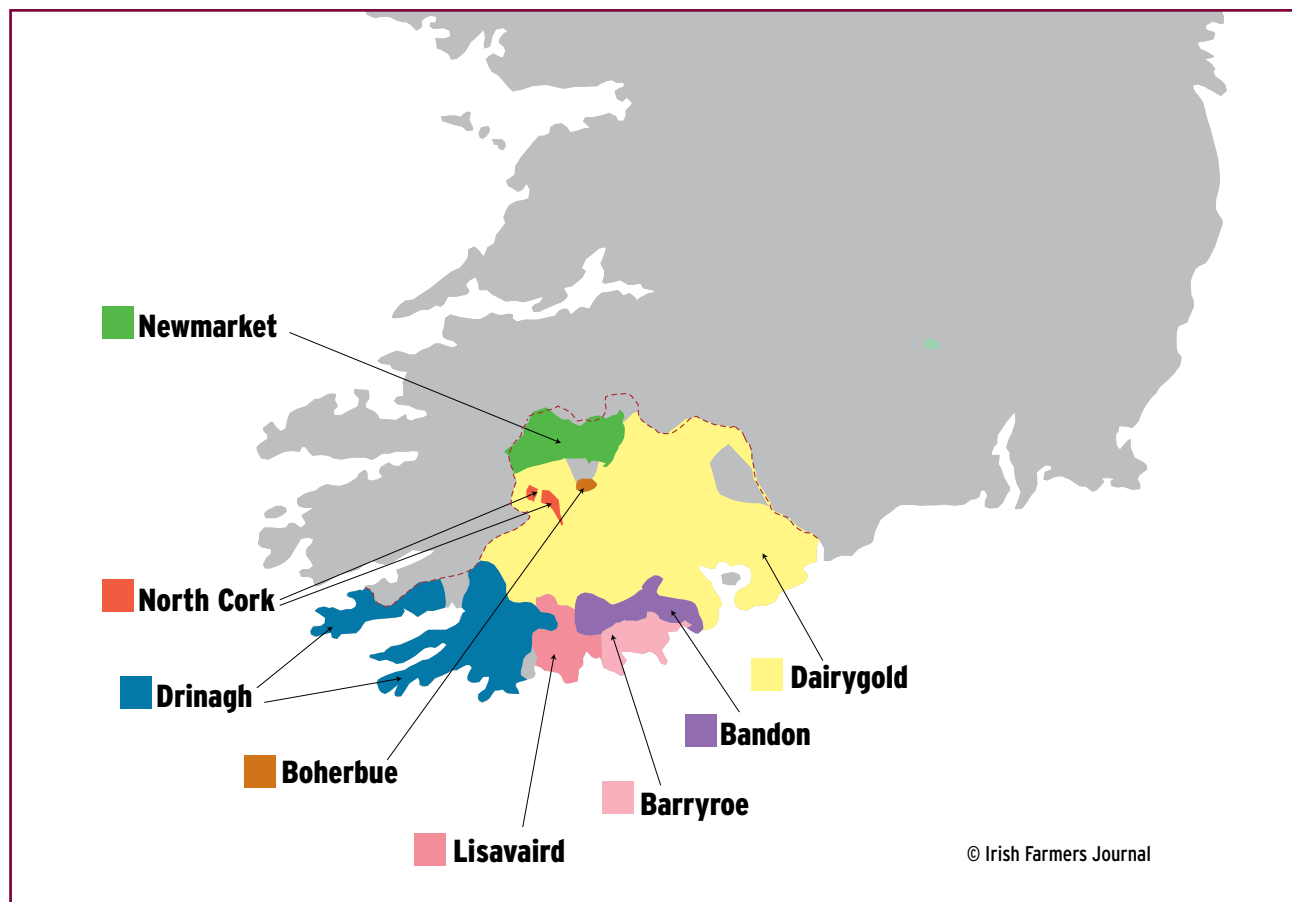 Newmarket
North Cork
Drinagh
Dairygold
Bandon
Boherbue
Barryroe
Lisavaird
© Irish Farmers Journal